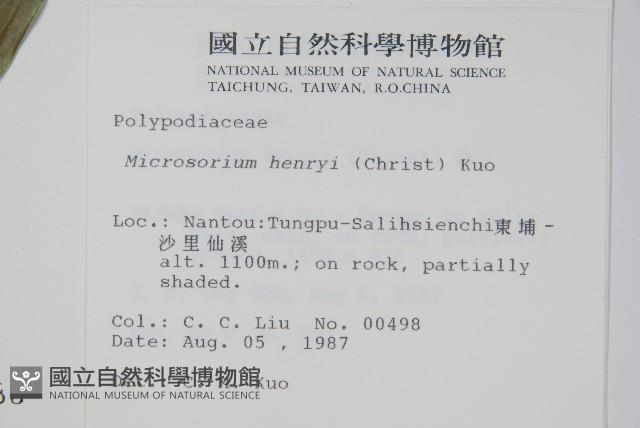 國立自然科學博物館
NATIONAL MUSEUM OF NATURAL SCIENCE
TAICHUNG, TAIWAN, R.O.CHINA
Polypodiaceae
Microsorium henryi (Christ) Kuo
Loc.: Nantou:Tungpu-Salihsienchi東埔-
沙里仙溪
alt. 1100m.; on rock, partially
shaded.
Col.: C. C. Liu No. 00498
Date: Aug. 05 , 1987
Kuo
國立自然科學博物館
NATIONAL MUSEUM OF NATURAL SCIENCE